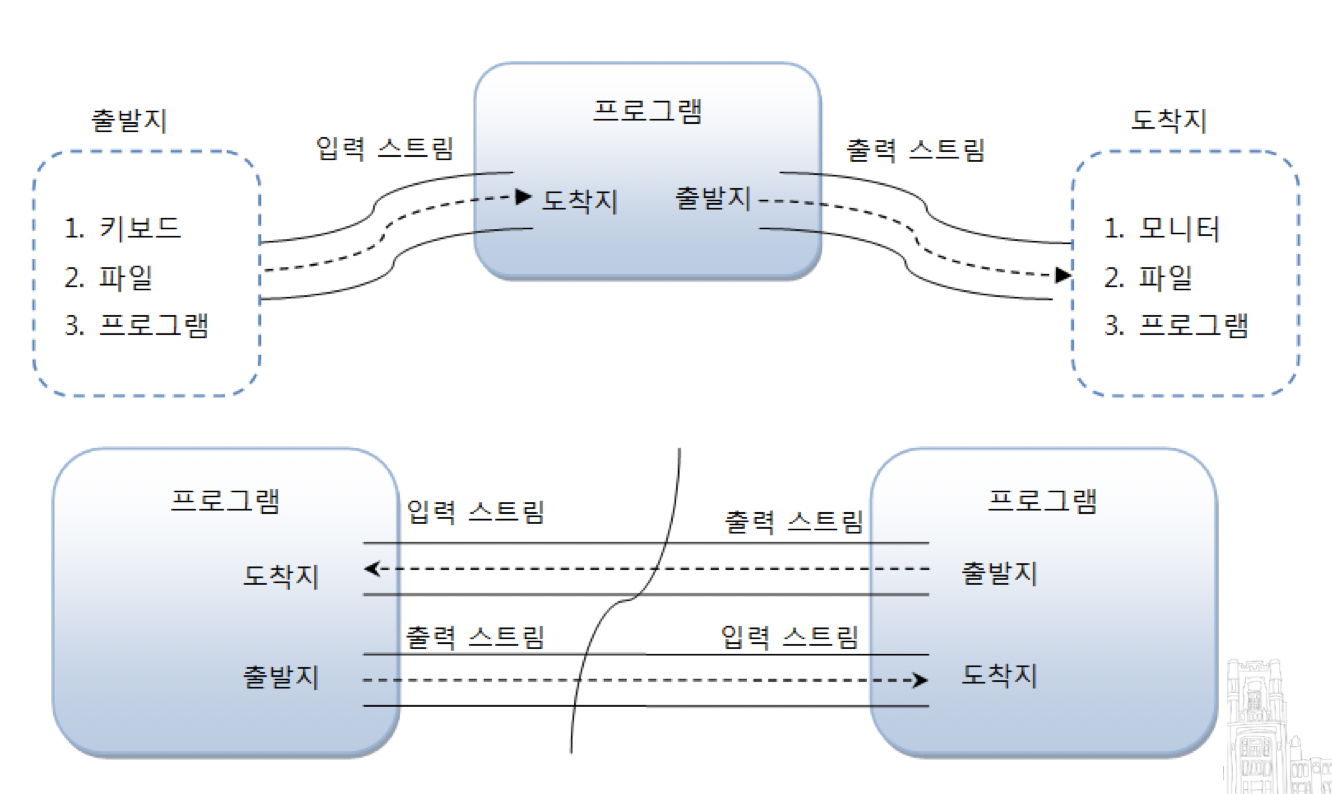 프로그램
출발지
도착지
입력 스트림
출력 스트림
도착지
출발지
1. 키보드
2. 파일
3. 프로그램
1. 모니터
2. 파일
3. 프로그램
프로그램
프로그램
입력 스트림
출력 스트림
도착지
출발지
출력 스트림
입력 스트림
출발지
도착지